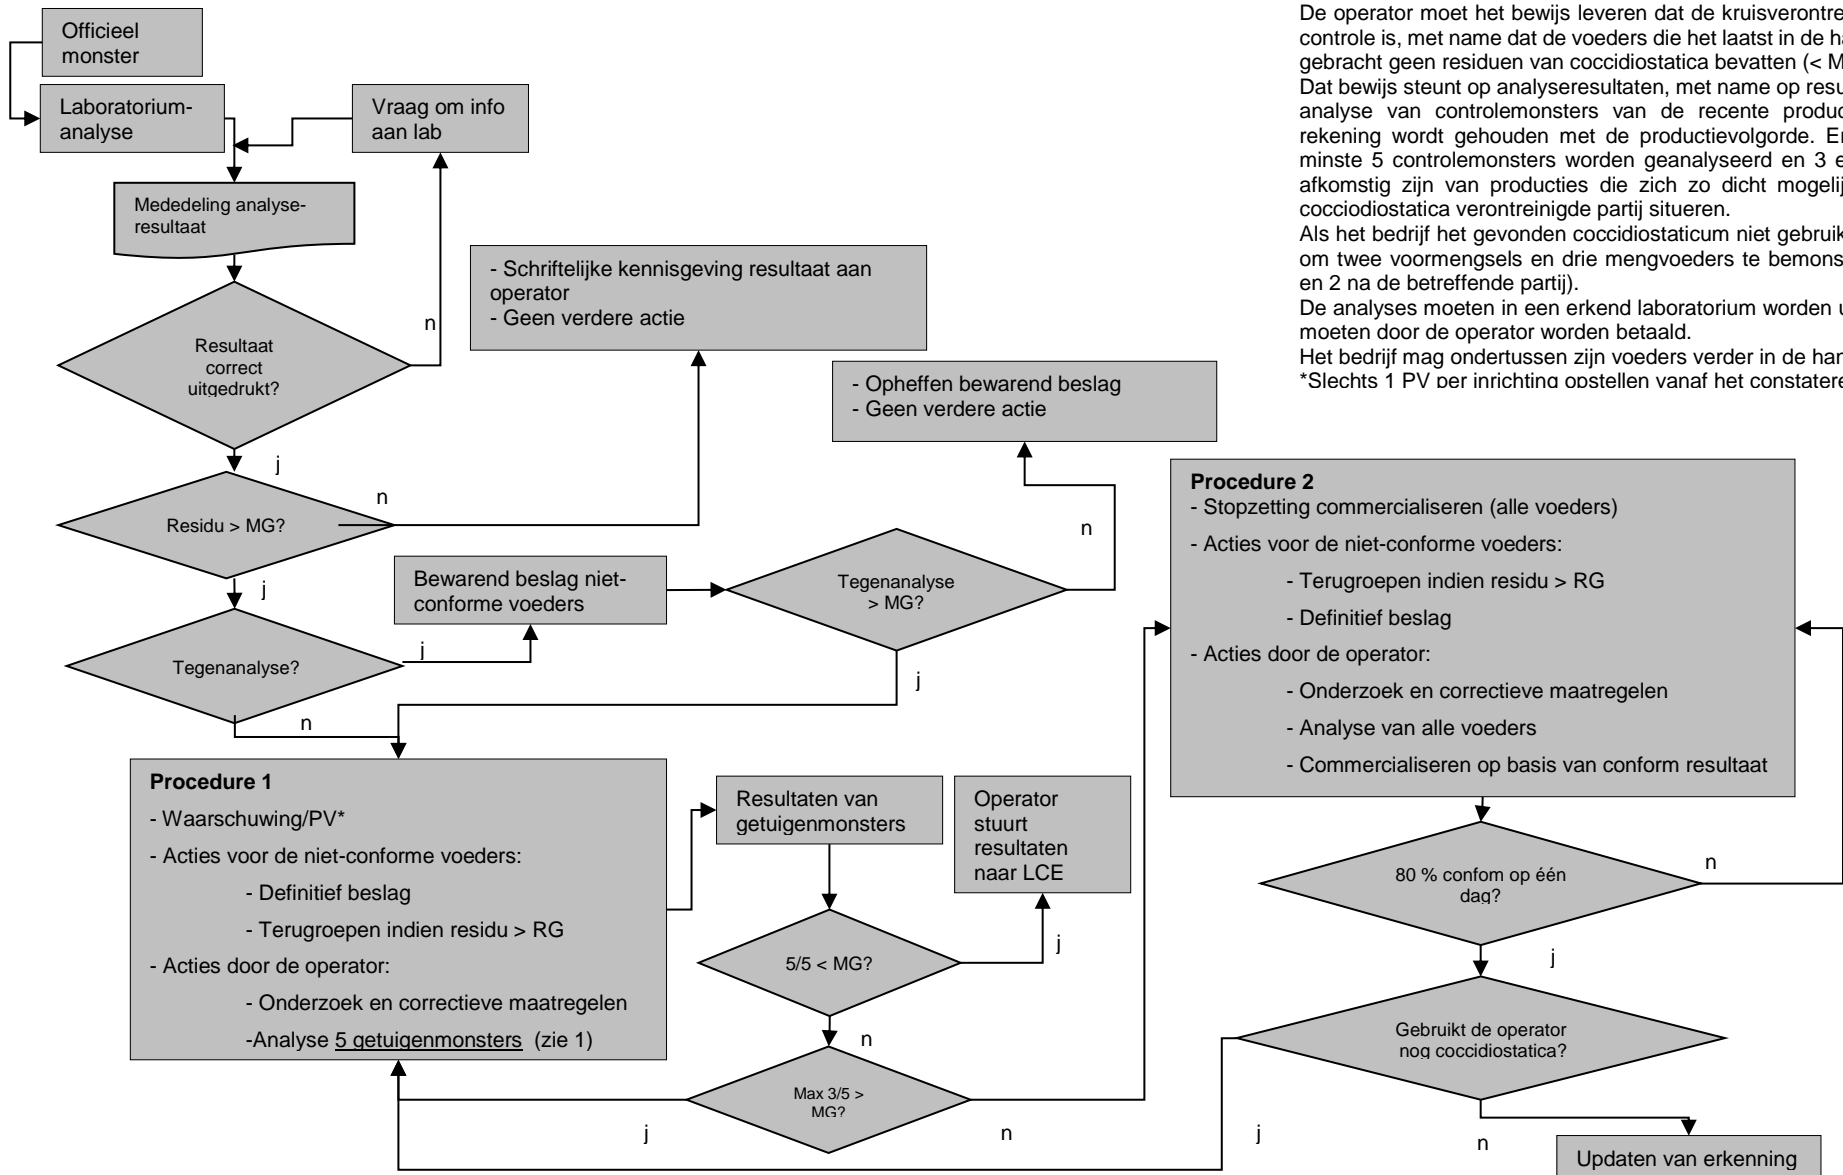 Officieel
monster
Laboratorium-
analyse
Vraag om info
aan lab
Mededeling analyse-
resultaat
Resultaat
correct
uitgedrukt?
n
j
Residu > MG?
n
j
- Schriftelijke kennisgeving resultaat aan
operator
- Geen verdere actie
Tegenanalyse?
j
n
Bewarend beslag niet-
conforme voeders
Tegenanalyse
> MG?
n
j
- Opheffen bewarend beslag
- Geen verdere actie
De operator moet het bewijs leveren dat de kruisverontre
controle is, met name dat de voeders die het laatst in de ha
gebracht geen residuen van coccidiostatica bevatten (< M
Dat bewijs steunt op analyseresultaten, met name op resu
analyse van controlemonsters van de recente produc
rekening wordt gehouden met de productievolgorde. Er
minste 5 controlemonsters worden geanalyseerd en 3 e
afkomstig zijn van producties die zich zo dicht mogelij
cocciodiostatica verontreinigde partij situeren.
Als het bedrijf het gevonden coccidiostaticum niet gebruik
om twee voormengsels en drie mengvoeders te bemons
en 2 na de betreffende partij).
De analyses moeten in een erkend laboratorium worden u
moeten door de operator worden betaald.
Het bedrijf mag ondertussen zijn voeders verder in de han
*Slechts 1 PV per inrichting opstellen vanaf het constatere
Procedure 1
- Waarschuwing/PV*
- Acties voor de niet-conforme voeders:
- Definitief beslag
- Terugroepen indien residu > RG
- Acties door de operator:
- Onderzoek en correctieve maatregelen
-Analyse 5 getuigenmonsters (zie 1)
Resultaten van
getuigenmonsters
Operator
stuurt
resultaten
naar LCE
5/5 < MG?
j
n
Max 3/5 >
MG?
j
n
Procedure 2
- Stopzetting commercialiseren (alle voeders)
- Acties voor de niet-conforme voeders:
- Terugroepen indien residu > RG
- Definitief beslag
- Acties door de operator:
- Onderzoek en correctieve maatregelen
- Analyse van alle voeders
- Commercialiseren op basis van conform resultaat
80 % confom op één
dag?
n
j
Gebruikt de operator
nog coccidiostatica?
j
n
Updaten van erkenning